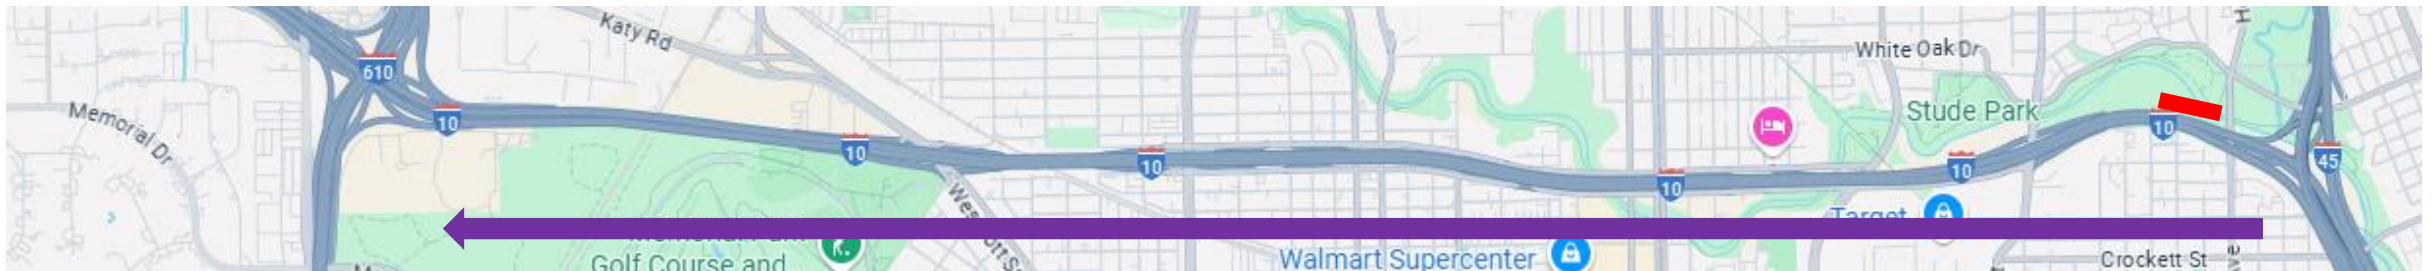 Katy Rd
610
Memorial Dr
10
10
10
10
10
10
45
White Oak Dr
Stude Park
Target
Golf Course and
Walmart Supercenter
Crockett St